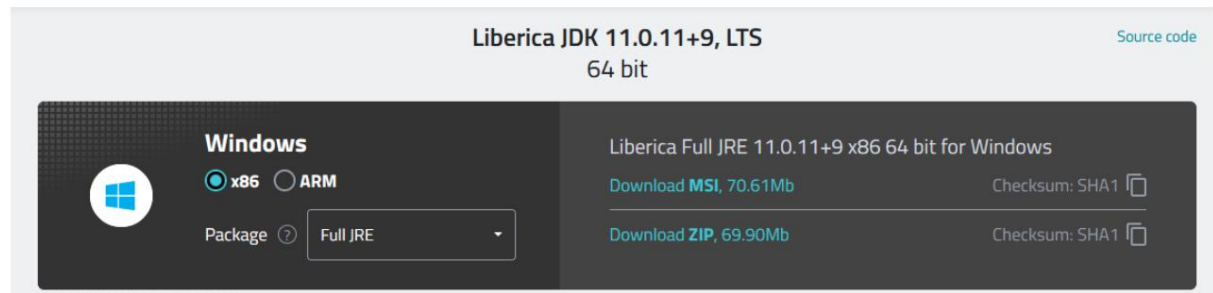 Liberica JDK 11.0.11+9, LTS
Source code
64 bit
Windows
x86 ARM
Package ? Full JRE
Liberica Full JRE 11.0.11+9 x86 64 bit for Windows
Download MSI, 70.61Mb Checksum: SHA1
Download ZIP, 69.90Mb Checksum: SHA1